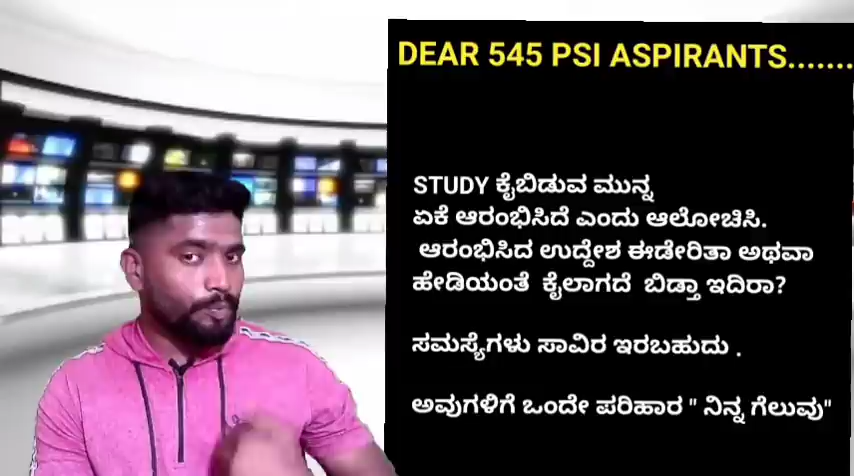 DEAR 545 PSI ASPIRANTS.......
STUDY ಕೈಬಿಡುವ ಮುನ್ನ
ಏಕೆ ಆರಂಭಿಸಿದೆ ಎಂದು ಆಲೋಚಿಸಿ.
ಆರಂಭಿಸಿದ ಉದ್ದೇಶ ಈಡೇರಿತಾ ಅಥವಾ
ಹೇಡಿಯಂತೆ ಕೈಲಾಗದೆ ಬಿಡ್ತಾ ಇದಿರಾ?
ಸಮಸ್ಯೆಗಳು ಸಾವಿರ ಇರಬಹುದು .
ಅವುಗಳಿಗೆ ಒಂದೇ ಪರಿಹಾರ " ನಿನ್ನ ಗೆಲುವು"